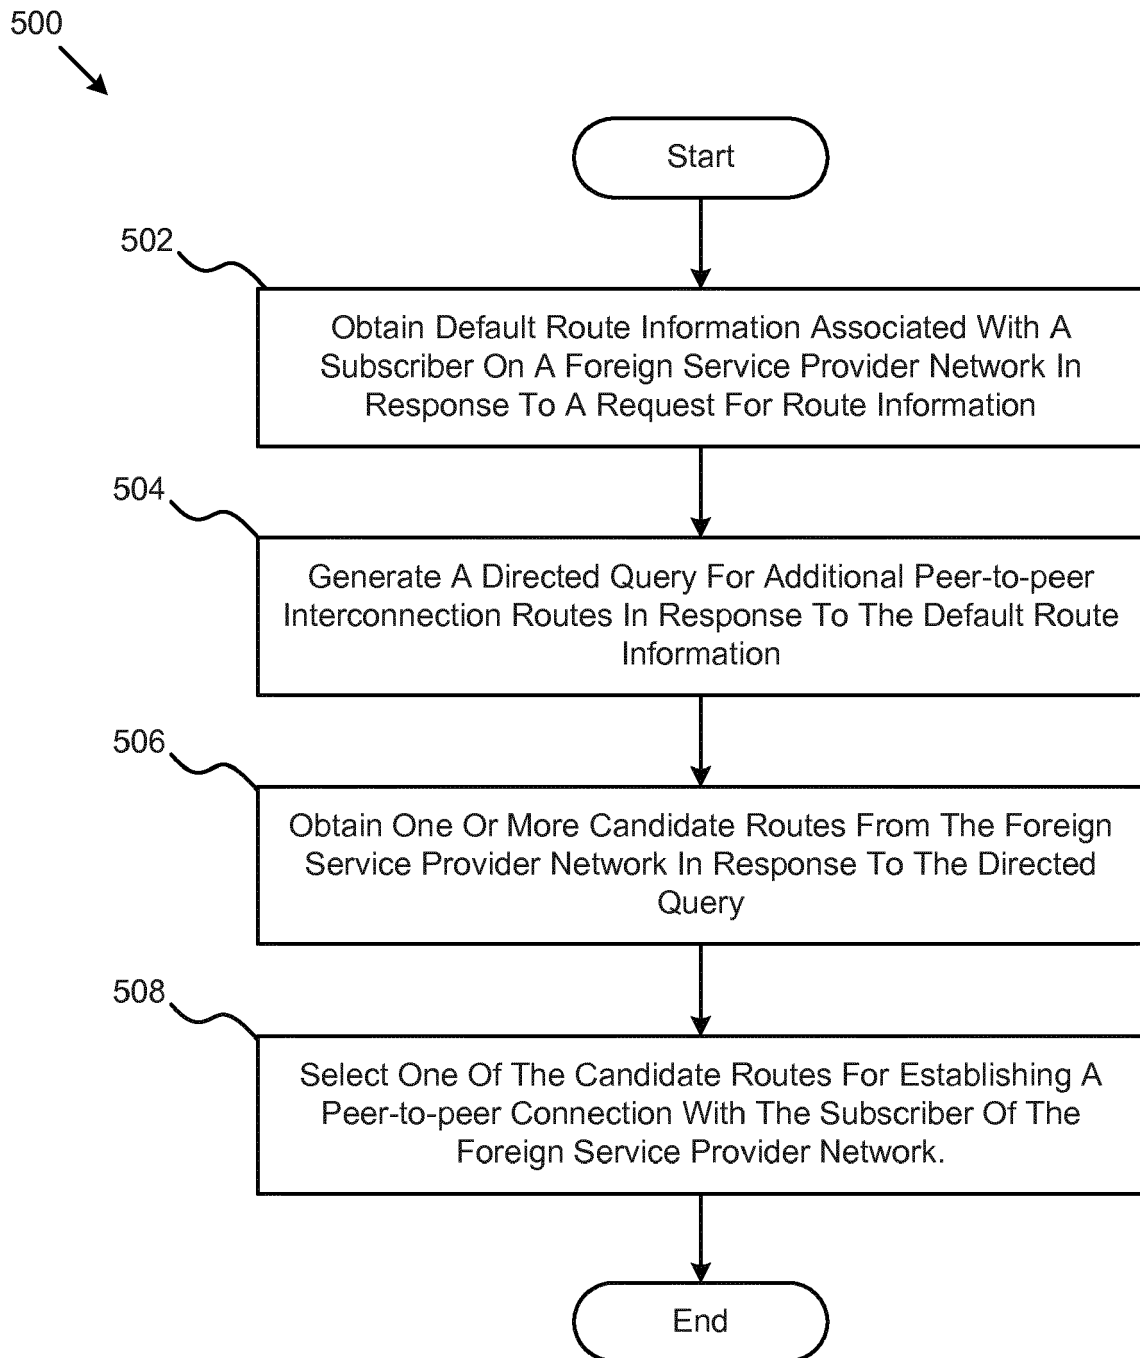 500
Start
502
Obtain Default Route Information Associated With A
Subscriber On A Foreign Service Provider Network In
Response To A Request For Route Information
504
Generate A Directed Query For Additional Peer-to-peer
Interconnection Routes In Response To The Default Route
Information
506
Obtain One Or More Candidate Routes From The Foreign
Service Provider Network In Response To The Directed
Query
508
Select One Of The Candidate Routes For Establishing A
Peer-to-peer Connection With The Subscriber Of The
Foreign Service Provider Network.
End